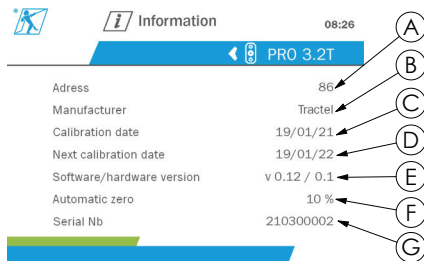 i Information 08:26 A
PRO 3.2T B
Adress 86
Manufacturer Tractel C
Calibration date 19/01/21
Next calibration date 19/01/22 D
Software/hardware version v 0.12 / 0.1 E
Automatic zero 10 % F
Serial Nb 210300002
G